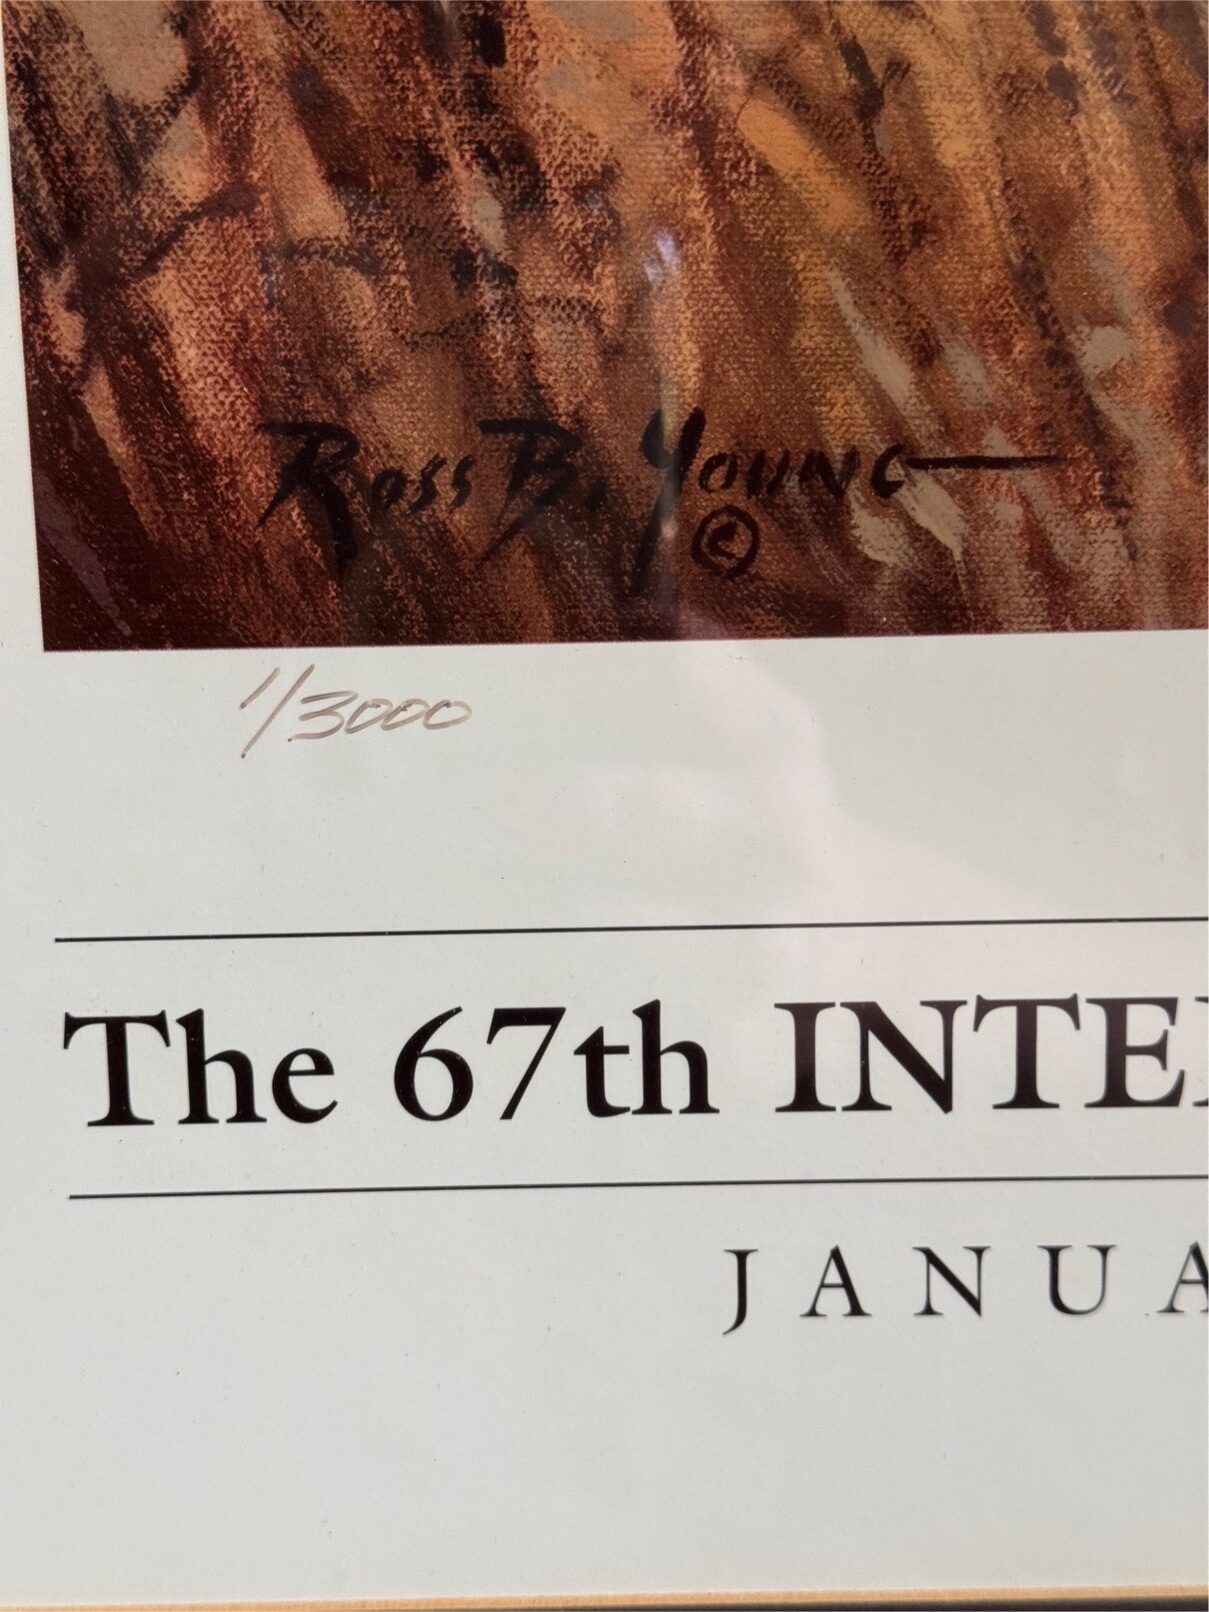 Ross B. Young
©
1/3000
The 67th INTE
JANUA